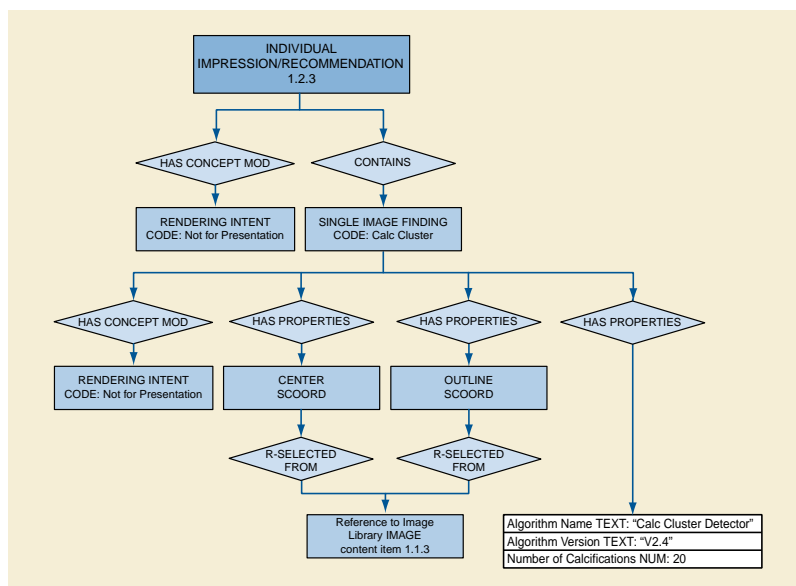 INDIVIDUAL
IMPRESSION/RECOMMENDATION
1.2.3
HAS CONCEPT MOD
CONTAINS
RENDERING INTENT
CODE: Not for Presentation
SINGLE IMAGE FINDING
CODE: Calc Cluster
HAS CONCEPT MOD
HAS PROPERTIES
HAS PROPERTIES
HAS PROPERTIES
RENDERING INTENT
CODE: Not for Presentation
CENTER
SCOORD
OUTLINE
SCOORD
R-SELECTED
FROM
R-SELECTED
FROM
Reference to Image
Library IMAGE
content item 1.1.3
Algorithm Name TEXT: “Calc Cluster Detector”
Algorithm Version TEXT: “V2.4”
Number of Calcifications NUM: 20